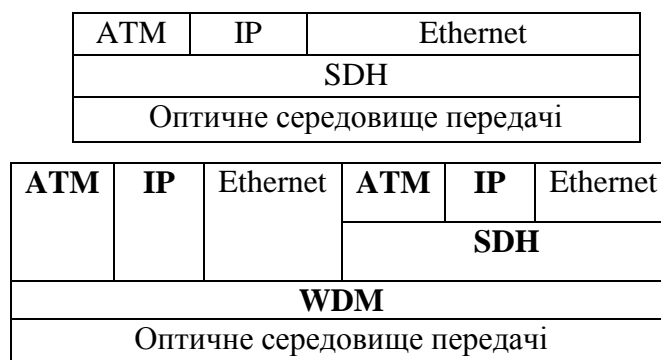 ATM IP Ethernet
SDH
Оптичне середовище передачі
ATM IP Ethernet ATM IP Ethernet
SDH
WDM
Оптичне середовище передачі